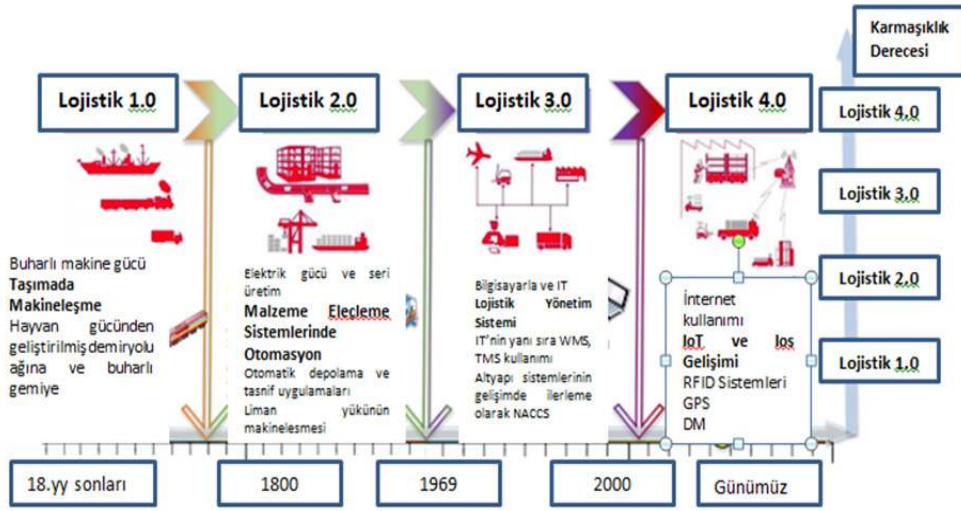 Karmaşıklık
Derecesi
Lojistik 1.0
Lojistik 2.0
Lojistik 3.0
Lojistik 4.0
Buharlı makine gücü
Taşımada
Makineleşme
Hayvan gücünden
geliştirilmiş demiryolu
ağına ve buharlı
gemiye
Elektrik gücü ve seri
üretim
Malzeme Eleçleme
Sistemlerinde
Otomasyon
Otomatik depolama ve
tasnif uygulamaları
Liman yükünün
makinelesmesi
Bilgisayarla ve IT
Lojistik Yönetim
Sistemi
IT'nin yanı sıra WMS,
TMS kullanımı
Altyapı sistemlerinin
gelişimde ilerleme
olarak NACCS
İnternet
kullanımı
IoT ve Ios
Gelişimi
RFID Sistemleri
GPS
DM
Lojistik 4.0
Lojistik 3.0
Lojistik 2.0
Lojistik 1.0
18.yy sonları
1800
1969
2000
Günümüz